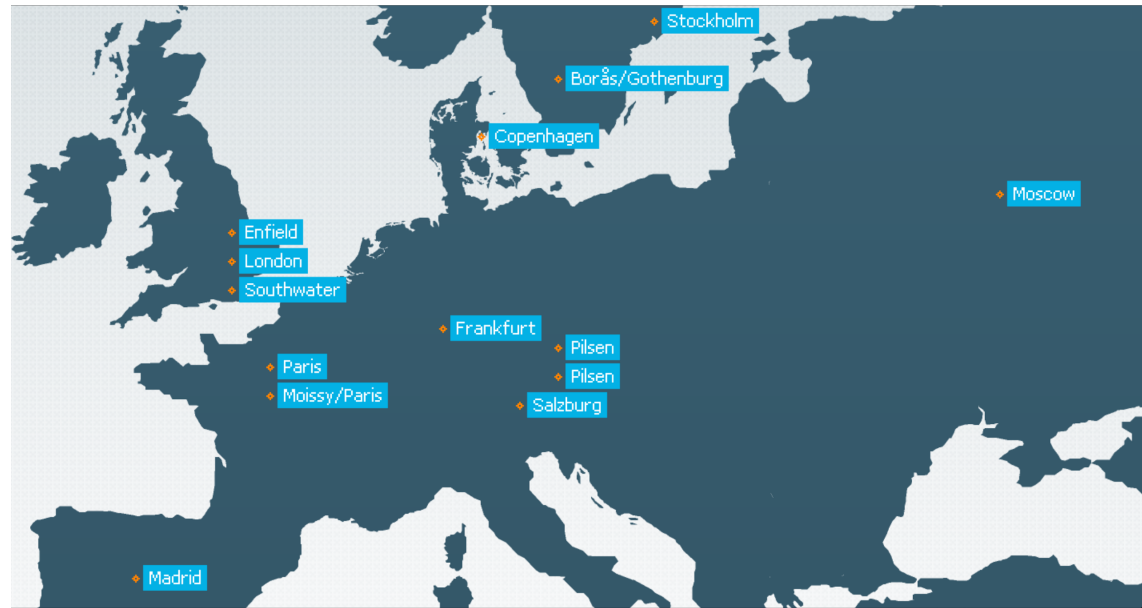 Stockholm
Borås/Gothenburg
Copenhagen
Moscow
Enfield
London
Southwater
Frankfurt
Pilsen
Paris
Pilsen
Moissy/Paris
Salzburg
Madrid